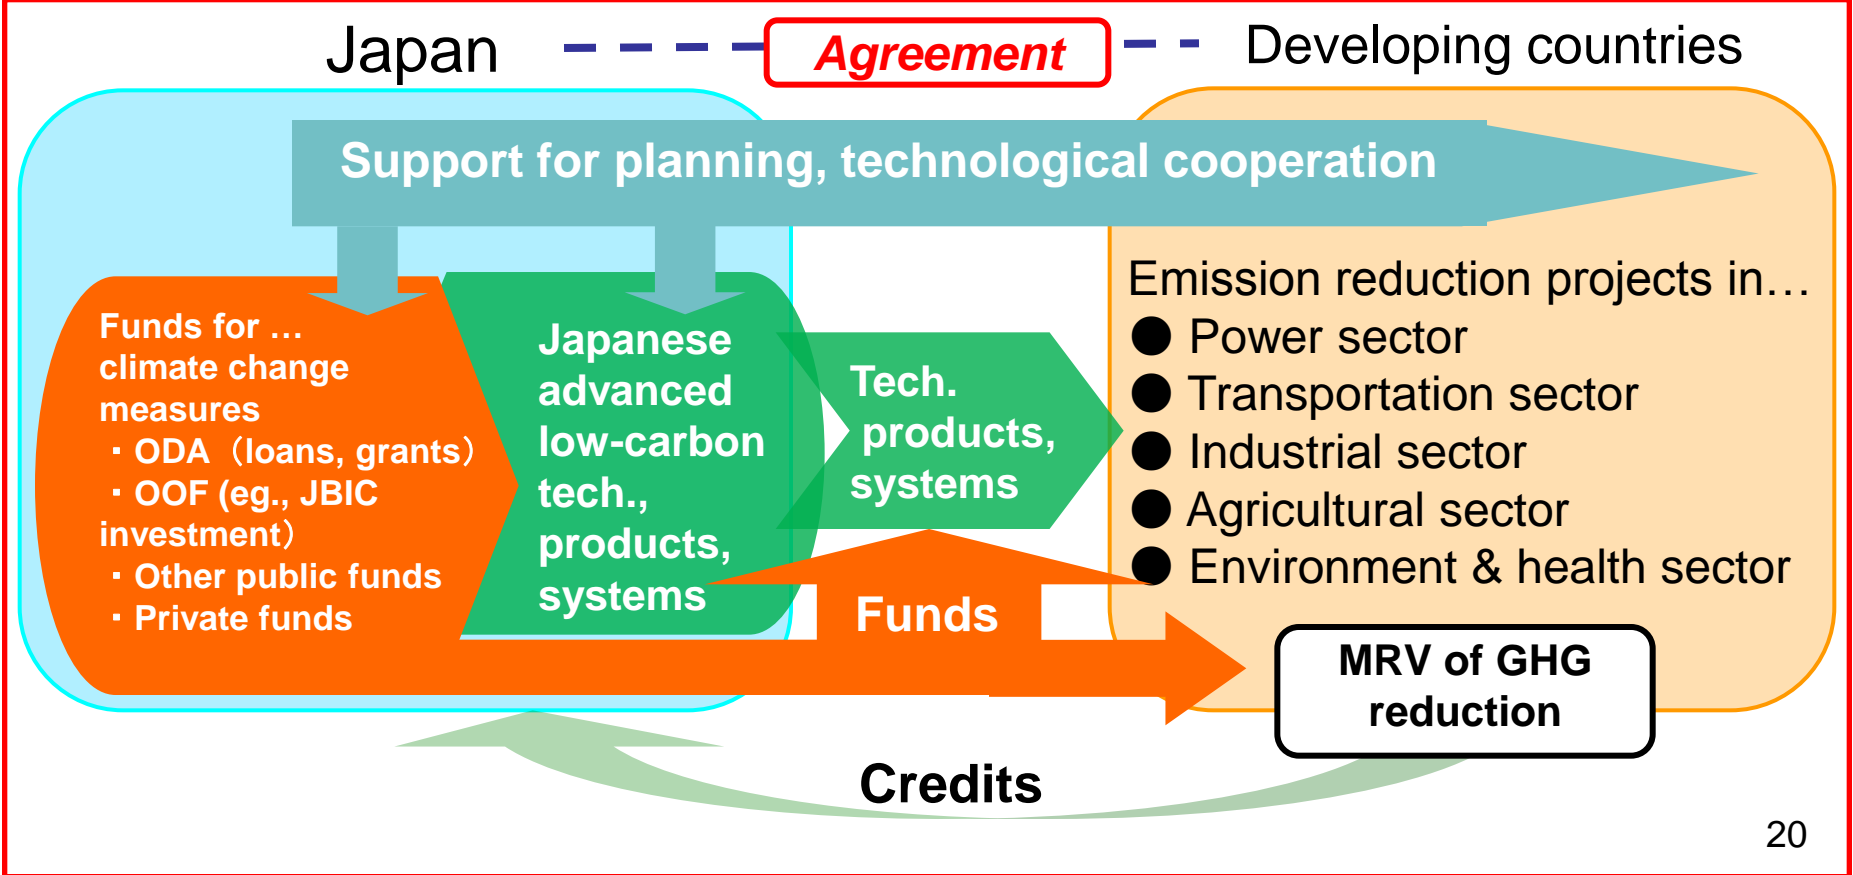 Japan
Agreement
Developing countries
Support for planning, technological cooperation
Funds for …
climate change
measures
・ODA（loans, grants）
・OOF (eg., JBIC
investment）
・Other public funds
・Private funds
Japanese
advanced
low-carbon
tech.,
products,
systems
Tech.
products,
systems
Funds
Emission reduction projects in…
● Power sector
● Transportation sector
● Industrial sector
● Agricultural sector
● Environment & health sector
MRV of GHG
reduction
Credits
20